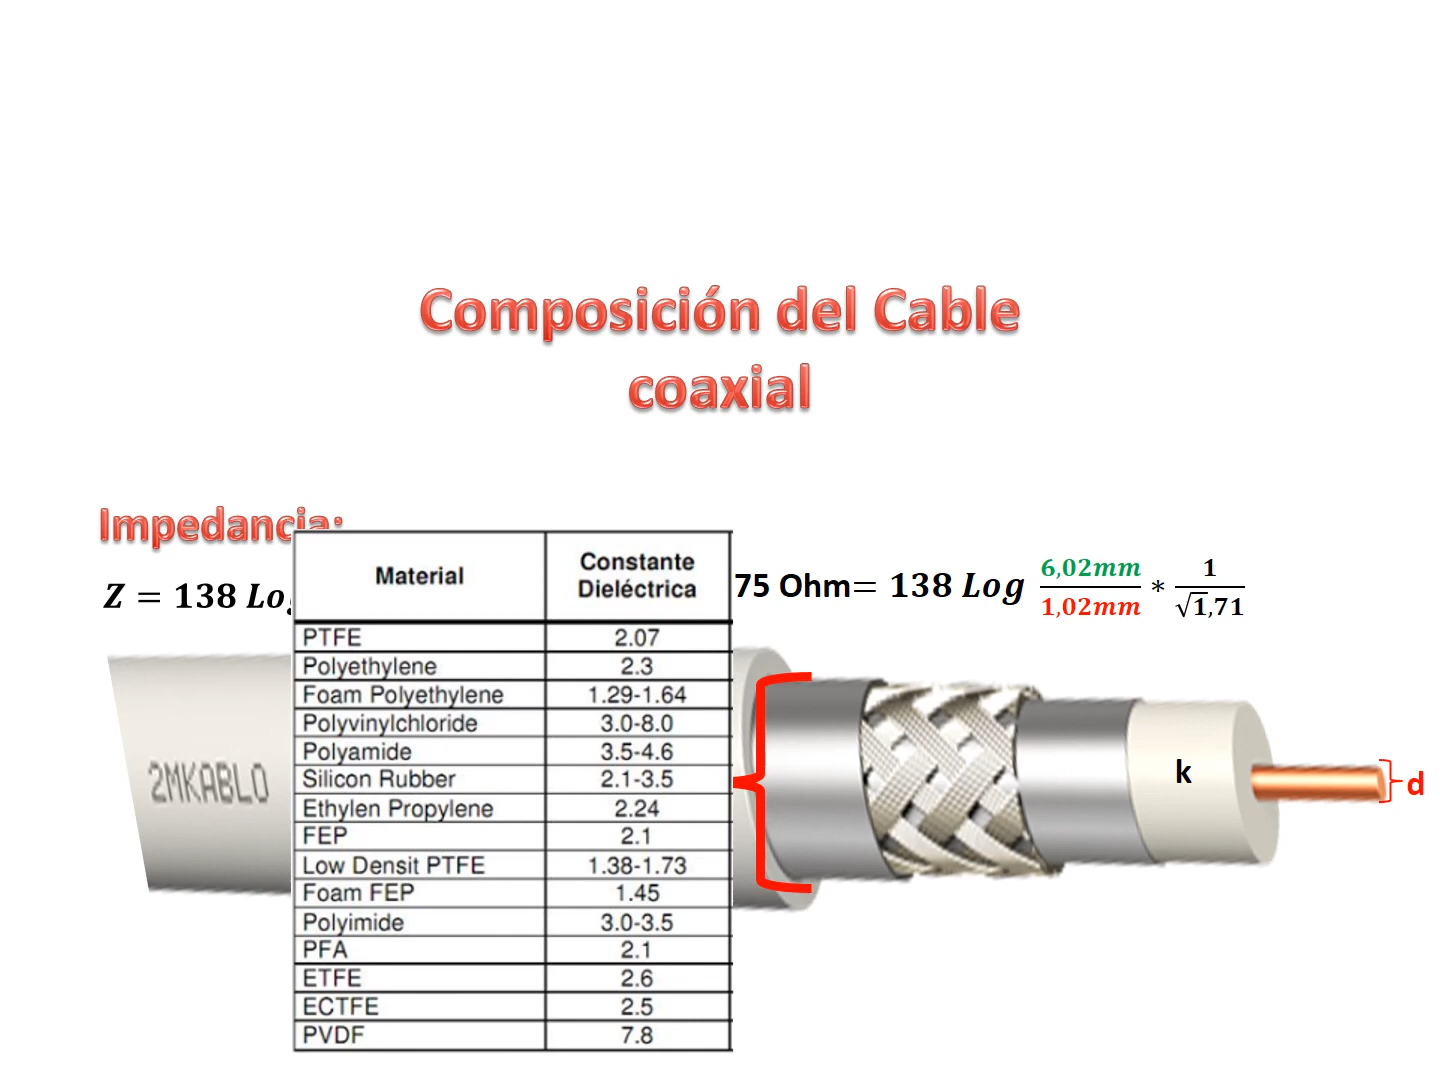 Composición del Cable
coaxial
Impedancia:
Z = 138 Log
75 Ohm= 138 Log 6,02mm / 1,02mm * 1 / √1,71
Material Constante Dieléctrica
PTFE 2.07
Polyethylene 2.3
Foam Polyethylene 1.29-1.64
Polyvinylchloride 3.0-8.0
Polyamide 3.5-4.6
Silicon Rubber 2.1-3.5
Ethylen Propylene 2.24
FEP 2.1
Low Densit PTFE 1.38-1.73
Foam FEP 1.45
Polyimide 3.0-3.5
PFA 2.1
ETFE 2.6
ECTFE 2.5
PVDF 7.8
2MKABLO
k
d